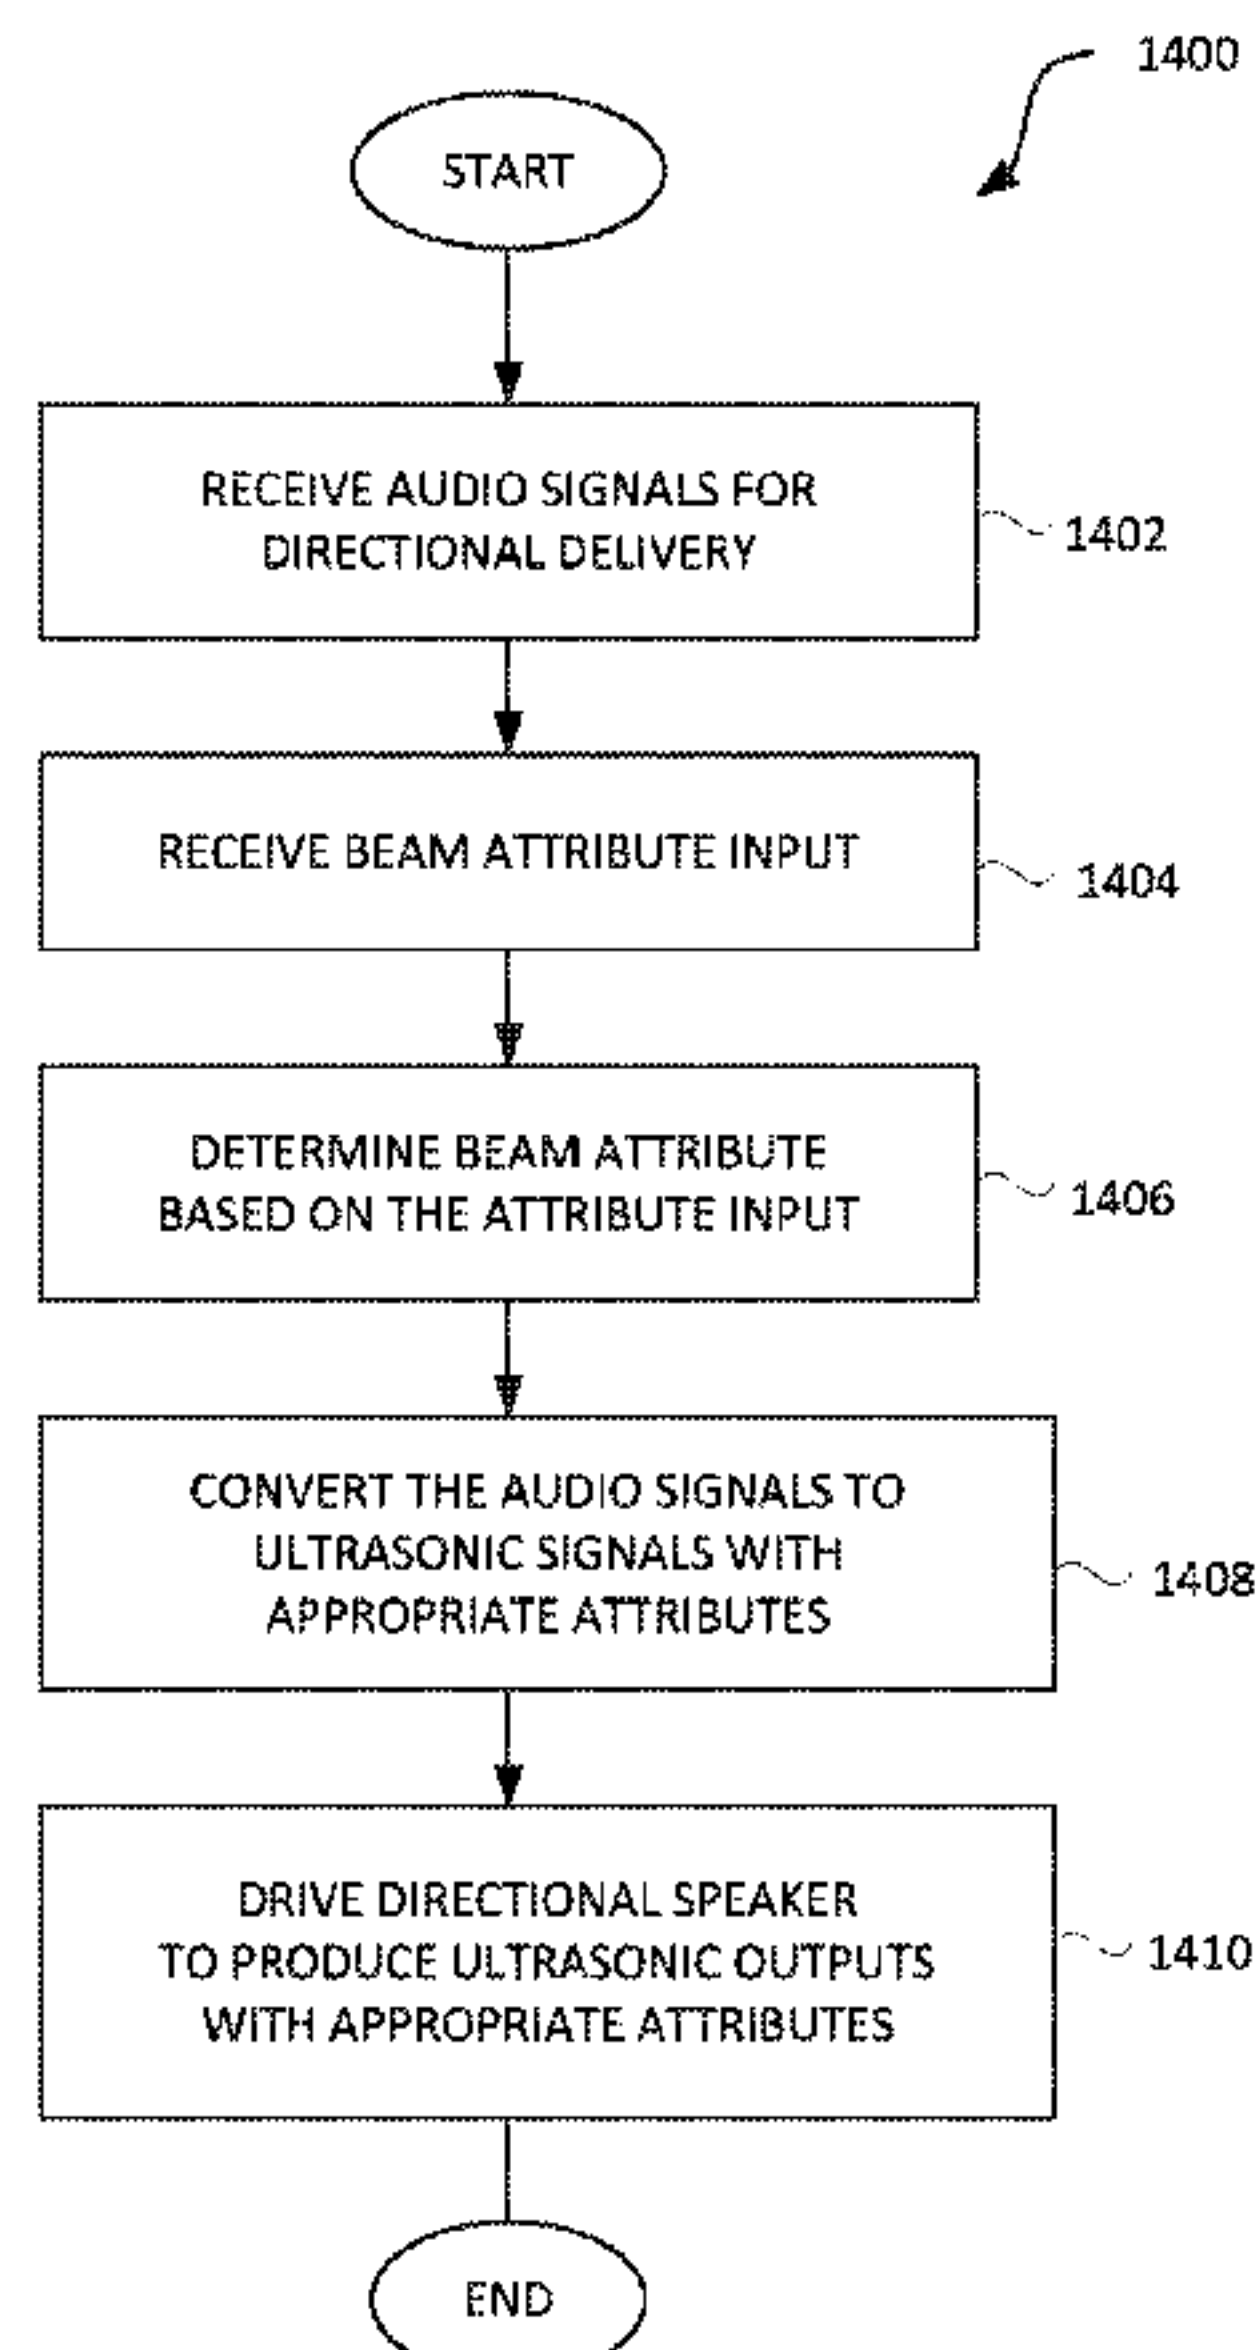 1400
START
RECEIVE AUDIO SIGNALS FOR
DIRECTIONAL DELIVERY
1402
RECEIVE BEAM ATTRIBUTE INPUT
1404
DETERMINE BEAM ATTRIBUTE
BASED ON THE ATTRIBUTE INPUT
1406
CONVERT THE AUDIO SIGNALS TO
ULTRASONIC SIGNALS WITH
APPROPRIATE ATTRIBUTES
1408
DRIVE DIRECTIONAL SPEAKER
TO PRODUCE ULTRASONIC OUTPUTS
WITH APPROPRIATE ATTRIBUTES
1410
END